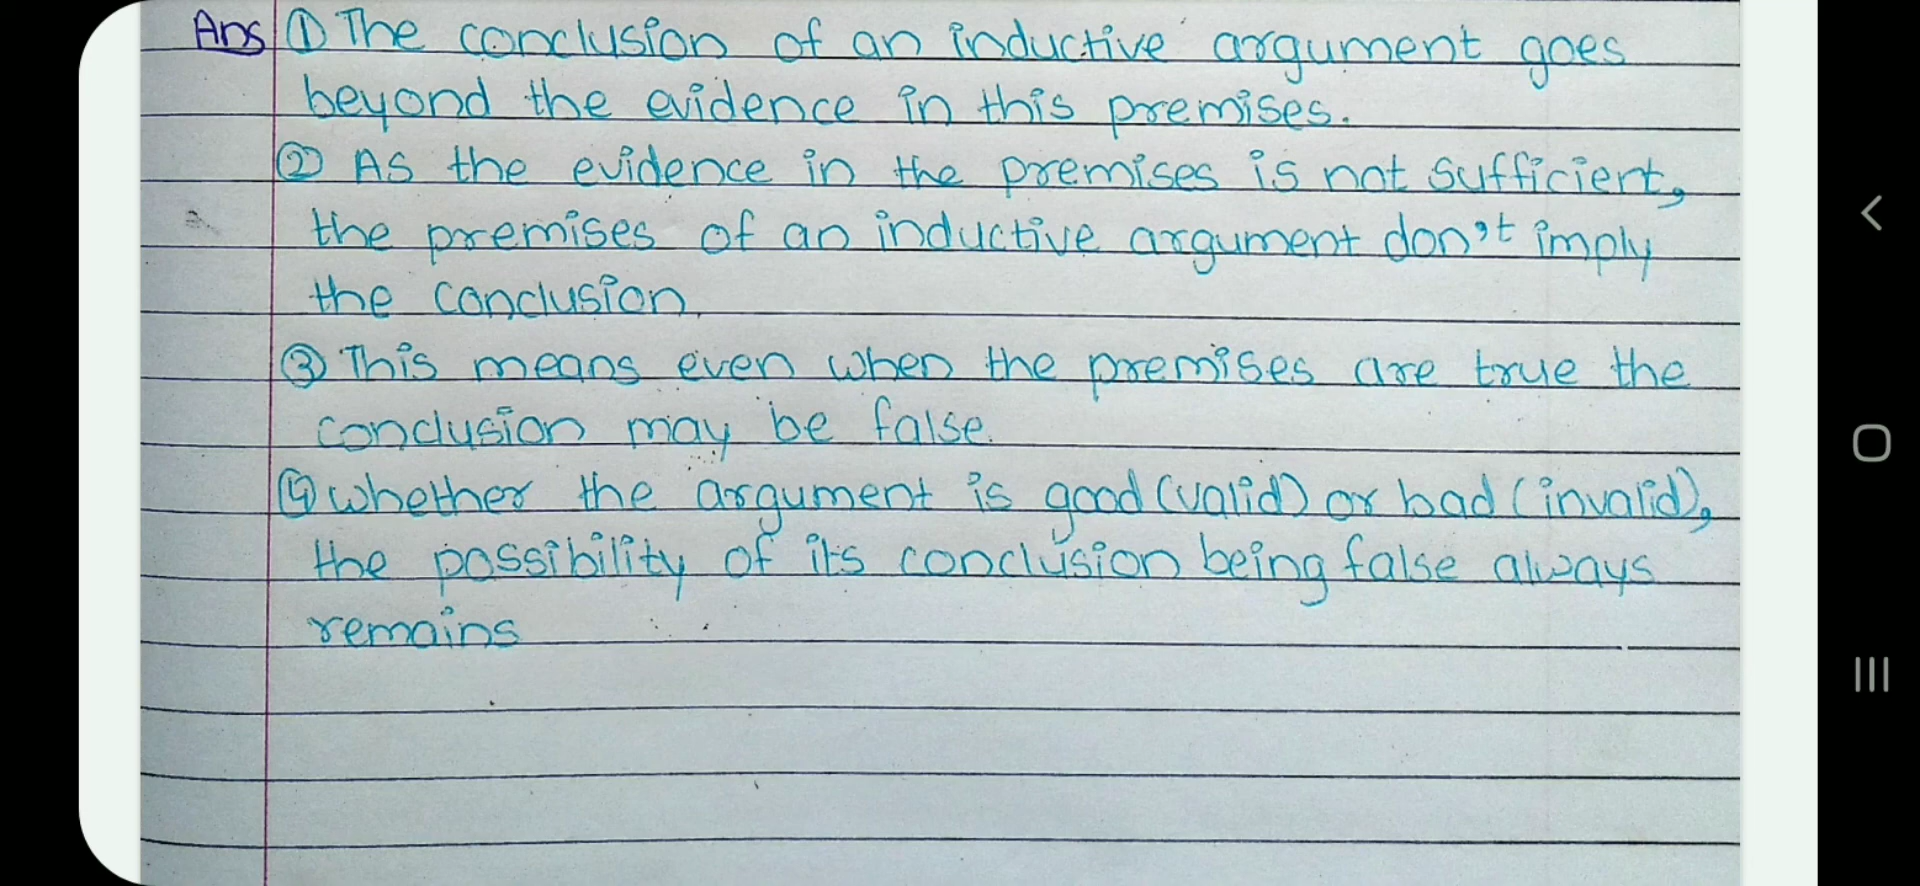 Ans ① The conclusion of an inductive argument goes
beyond the evidence in this premises.
② As the evidence in the premises is not sufficient,
the premises of an inductive argument don't imply
the conclusion.
③ This means even when the premises are true the
conclusion may be false.
④ whether the argument is good (valid) or bad (invalid),
the possibility of its conclusion being false always
remains